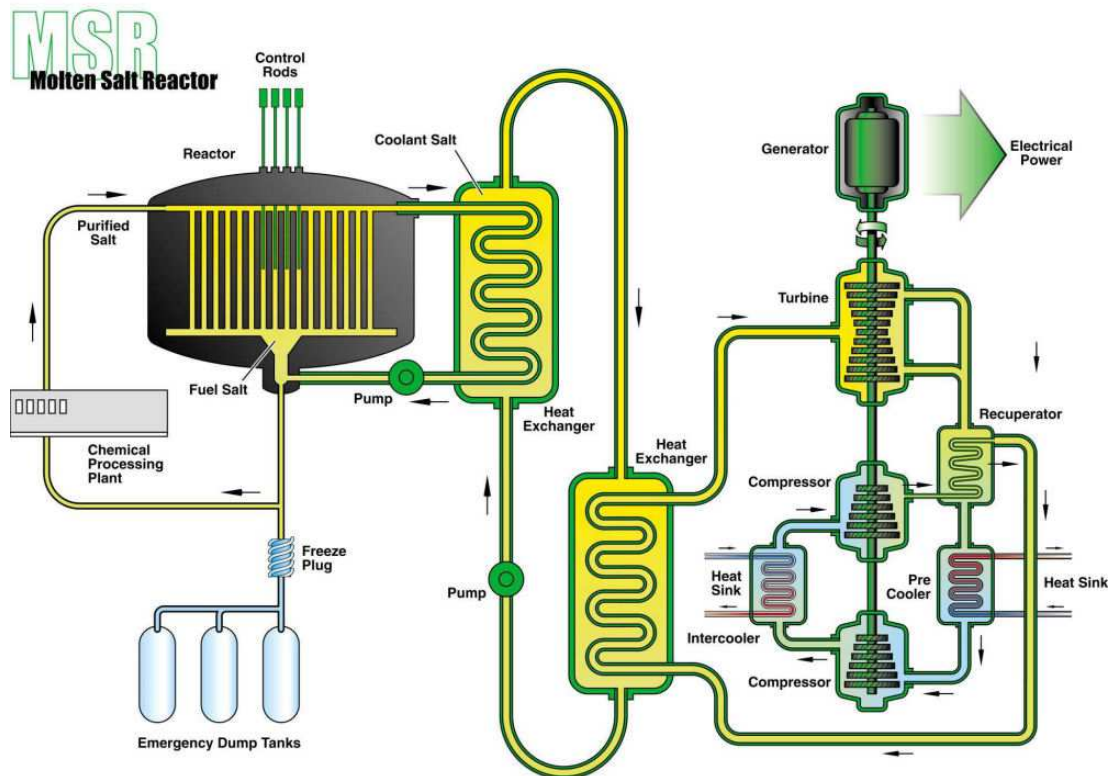 MSR
Molten Salt Reactor
Control
Rods
Reactor
Coolant Salt
Generator
Electrical
Power
Purified
Salt
Turbine
Fuel Salt
Pump
Heat
Exchanger
Recuperator
Chemical
Processing
Plant
Heat
Exchanger
Compressor
Freeze
Plug
Pump
Heat
Sink
Pre
Cooler
Heat Sink
Intercooler
Compressor
Emergency Dump Tanks